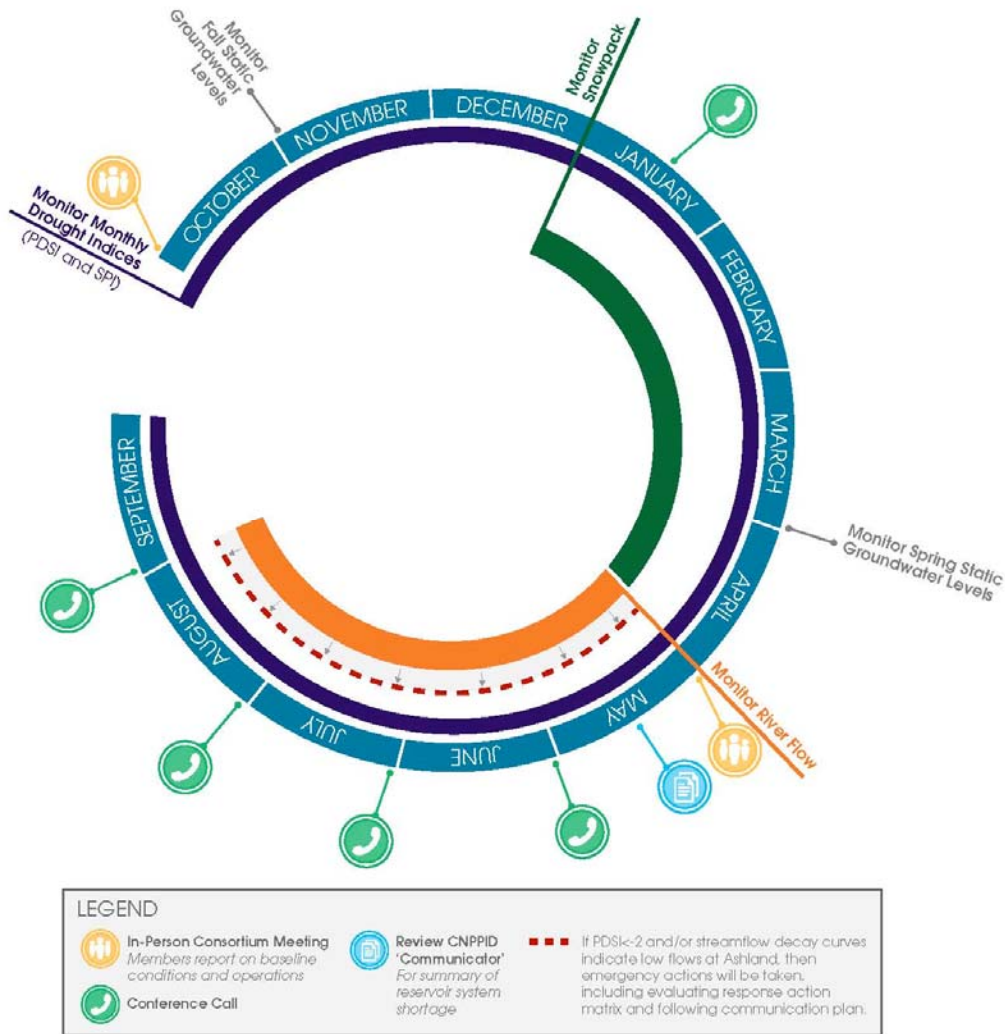 Monitor
Fall Static
Groundwater
Levels
Monitor
Snowpack
NOVEMBER
DECEMBER
JANUARY
OCTOBER
FEBRUARY
Monitor Monthly
Drought Indices
(PDSI and SPI)
MARCH
SEPTEMBER
Monitor Spring Static
Groundwater Levels
APRIL
AUGUST
MAY
Monitor River Flow
JULY
JUNE
LEGEND
In-Person Consortium Meeting
Members report on baseline
conditions and operations
Conference Call
Review CNPPID
'Communicator'
For summary of
reservoir system
shortage
If PDSI<-2 and/or streamflow decay curves
indicate low flows at Ashland, then
emergency actions will be taken,
including evaluating response action
matrix and following communication plan.